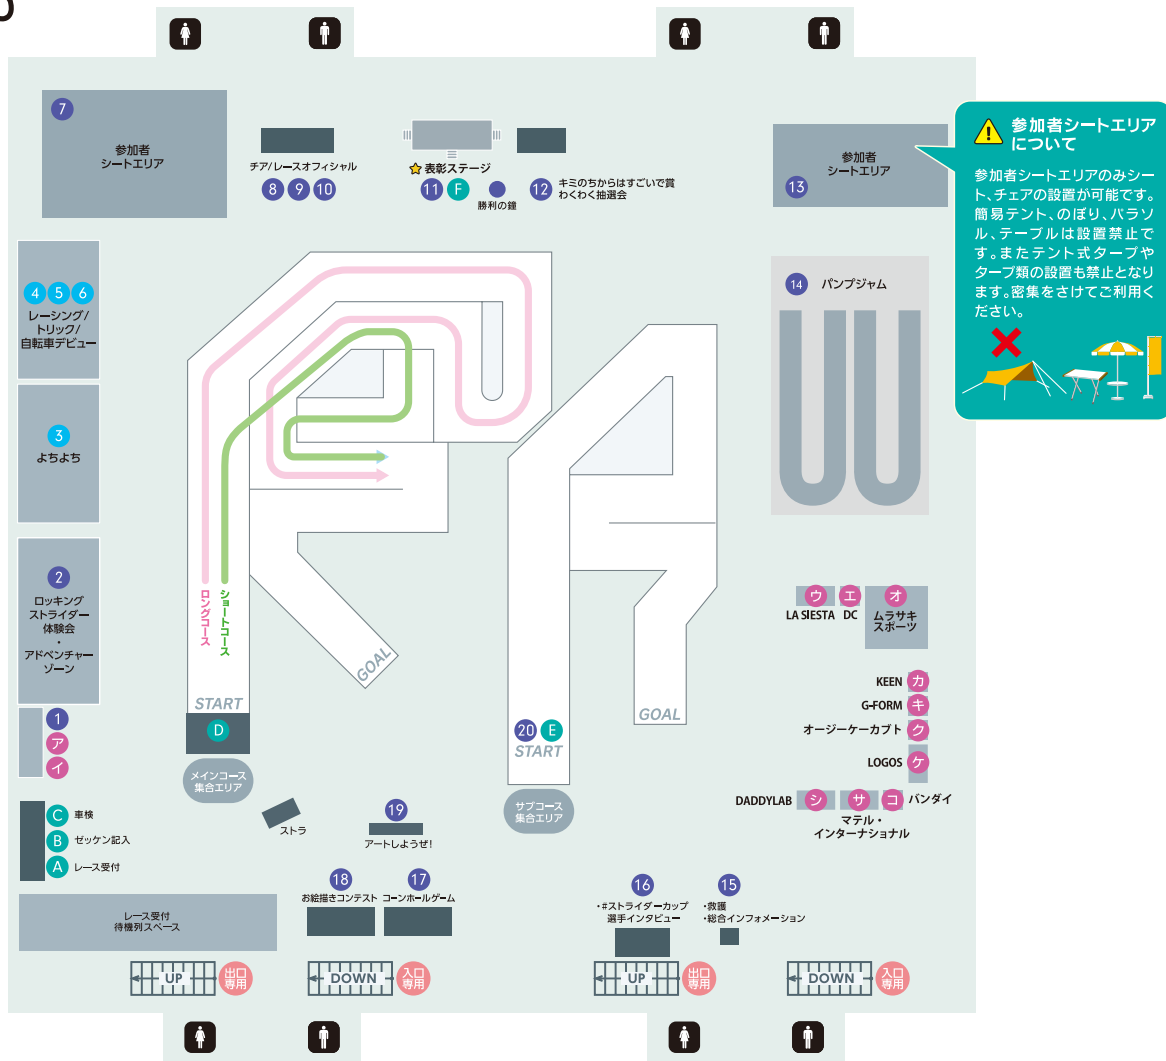 7
参加者
シートエリア
チア/レースオフィシャル
8 9 10
表彰ステージ
11 F
勝利の鐘
12
キミのちからはすごいで賞
わくわく抽選会
参加者
シートエリア
13
参加者シートエリア
について
参加者シートエリアのみシー
ト、チェアの設置が可能です。
簡易テント、のぼり、パラソ
ル、テーブルは設置禁止で
す。またテント式タープや
タープ類の設置も禁止となり
ます。密集をさけてご利用く
ださい。
4 5 6
レーシング/
トリック/
自転車デビュー
3
よちよち
2
ロッキング
ストライダー
体験会
・
アドベンチャー
ゾーン
1
ア
イ
C 車検
B ゼッケン記入
A レース受付
レース受付
待機列スペース
ロングコース
ショートコース
START
D
メインコース
集合エリア
GOAL
20 E
START
サブコース
集合エリア
GOAL
14 パンプジャム
ウ エ オ
LA SIESTA DC ムラサキ
スポーツ
KEEN カ
G-FORM キ
オージーケーカブト ク
LOGOS ケ
DADDYLAB シ サ コ バンダイ
マテル・
インターナショナル
ストラ
19
アートしようぜ!
18
お絵描きコンテスト
17
コーンホールゲーム
16
・#ストライダーカップ
選手インタビュー
15
・救護
・総合インフォメーション
UP 出口
専用
DOWN 入口
専用
UP 出口
専用
DOWN 入口
専用